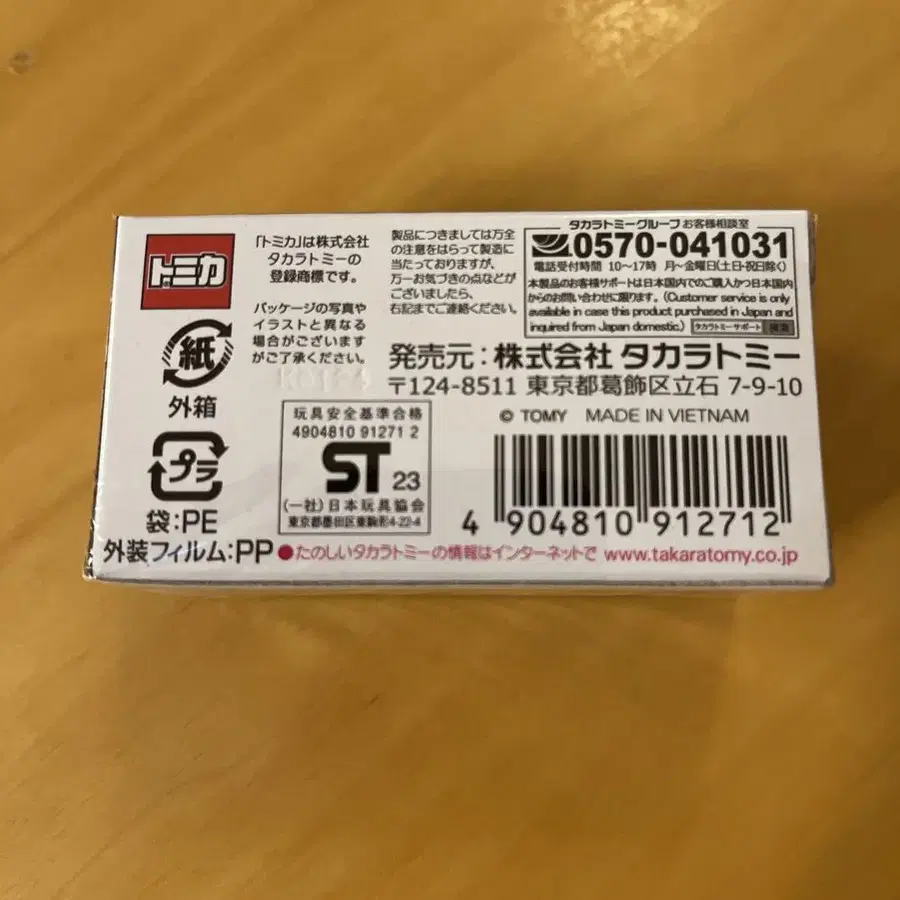 トミカ
「トミカ」は株式会社
タカラトミーの
登録商標です。
パッケージの写真や
イラストと異なる
場合がございます
がご了承ください。
製品につきましては万全
の注意をはらって製造に
当たっておりますが、
万一お気づきの点などが
ございましたら、
右記までご連絡ください。
タカラトミーグループ お客様相談室
0570-041031
電話受付時間 10〜17時 月〜金曜日(土日・祝日除く)
本製品のお客様サポートは日本国内でのご購入かつ日本国内
からのお問い合わせに限ります。(Customer service is only
available in case this product purchased in Japan and
inquired from Japan domestic.) タカラトミーサポート 検索
発売元:株式会社 タカラトミー
〒124-8511 東京都葛飾区立石 7-9-10
© TOMY MADE IN VIETNAM
紙
外箱
プラ
袋:PE
外装フィルム:PP
玩具安全基準合格
4904810 91271 2
ST 23
(一社)日本玩具協会
東京都墨田区東駒形4-22-4
4 904810 912712
●たのしいタカラトミーの情報はインターネットで www.takaratomy.co.jp